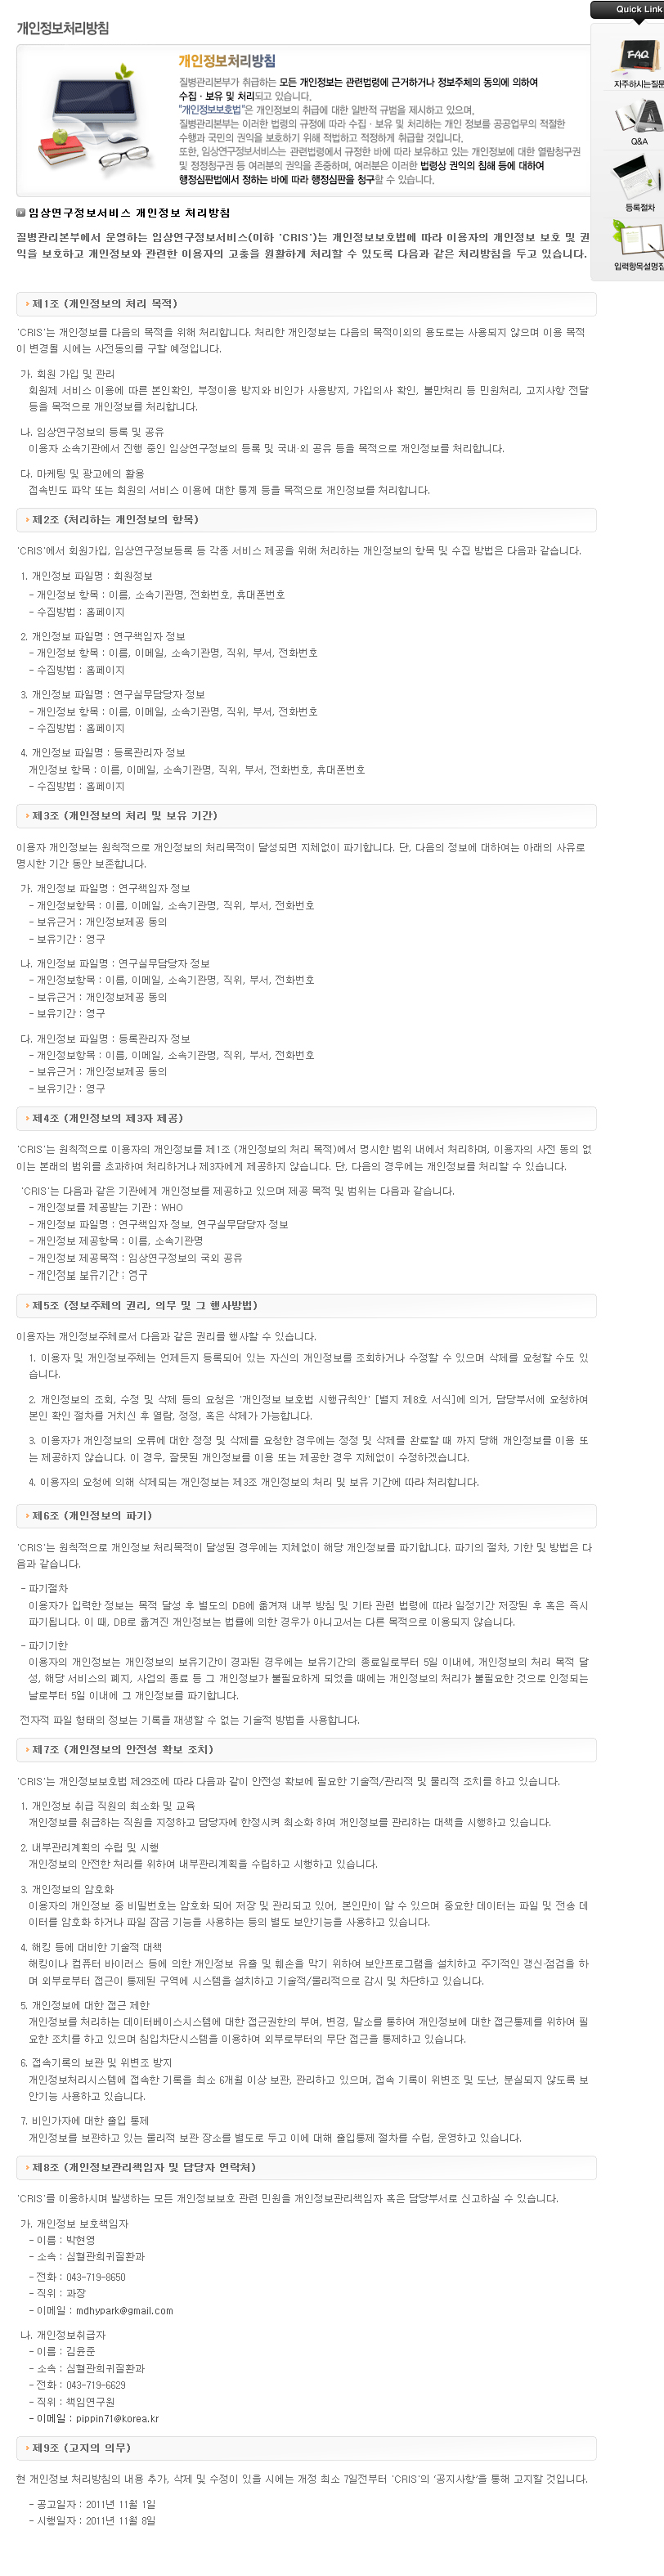 개인정보처리방침
Quick Link
개인정보처리방침
질병관리본부가 취급하는 모든 개인정보는 관련법령에 근거하거나 정보주체의 동의에 의하여
수집 · 보유 및 처리되고 있습니다.
"개인정보보호법"은 개인정보의 취급에 대한 일반적 규범을 제시하고 있으며,
질병관리본부는 이러한 법령의 규정에 따라 수집 · 보유 및 처리하는 개인 정보를 공공업무의 적절한
수행과 국민의 권익을 보호하기 위해 적법하고 적정하게 취급할 것입니다.
또한, 임상연구정보서비스는 관련법령에서 규정한 바에 따라 보유하고 있는 개인정보에 대한 열람청구권
및 정정청구권 등 여러분의 권익을 존중하며, 여러분은 이러한 법령상 권익의 침해 등에 대하여
행정심판법에서 정하는 바에 따라 행정심판을 청구할 수 있습니다.
FAQ
자주하시는질문
Q&A
등록절차
입력항목설명집
임상연구정보서비스 개인정보 처리방침
질병관리본부에서 운영하는 임상연구정보서비스(이하 'CRIS')는 개인정보보호법에 따라 이용자의 개인정보 보호 및 권
익을 보호하고 개인정보와 관련한 이용자의 고충을 원활하게 처리할 수 있도록 다음과 같은 처리방침을 두고 있습니다.
제1조 (개인정보의 처리 목적)
'CRIS'는 개인정보를 다음의 목적을 위해 처리합니다. 처리한 개인정보는 다음의 목적이외의 용도로는 사용되지 않으며 이용 목적
이 변경될 시에는 사전동의를 구할 예정입니다.
가. 회원 가입 및 관리
회원제 서비스 이용에 따른 본인확인, 부정이용 방지와 비인가 사용방지, 가입의사 확인, 불만처리 등 민원처리, 고지사항 전달
등을 목적으로 개인정보를 처리합니다.
나. 임상연구정보의 등록 및 공유
이용자 소속기관에서 진행 중인 임상연구정보의 등록 및 국내·외 공유 등을 목적으로 개인정보를 처리합니다.
다. 마케팅 및 광고에의 활용
접속빈도 파악 또는 회원의 서비스 이용에 대한 통계 등을 목적으로 개인정보를 처리합니다.
제2조 (처리하는 개인정보의 항목)
'CRIS'에서 회원가입, 임상연구정보등록 등 각종 서비스 제공을 위해 처리하는 개인정보의 항목 및 수집 방법은 다음과 같습니다.
1. 개인정보 파일명 : 회원정보
- 개인정보 항목 : 이름, 소속기관명, 전화번호, 휴대폰번호
- 수집방법 : 홈페이지
2. 개인정보 파일명 : 연구책임자 정보
- 개인정보 항목 : 이름, 이메일, 소속기관명, 직위, 부서, 전화번호
- 수집방법 : 홈페이지
3. 개인정보 파일명 : 연구실무담당자 정보
- 개인정보 항목 : 이름, 이메일, 소속기관명, 직위, 부서, 전화번호
- 수집방법 : 홈페이지
4. 개인정보 파일명 : 등록관리자 정보
개인정보 항목 : 이름, 이메일, 소속기관명, 직위, 부서, 전화번호, 휴대폰번호
- 수집방법 : 홈페이지
제3조 (개인정보의 처리 및 보유 기간)
이용자 개인정보는 원칙적으로 개인정보의 처리목적이 달성되면 지체없이 파기합니다. 단, 다음의 정보에 대하여는 아래의 사유로
명시한 기간 동안 보존합니다.
가. 개인정보 파일명 : 연구책임자 정보
- 개인정보항목 : 이름, 이메일, 소속기관명, 직위, 부서, 전화번호
- 보유근거 : 개인정보제공 동의
- 보유기간 : 영구
나. 개인정보 파일명 : 연구실무담당자 정보
- 개인정보항목 : 이름, 이메일, 소속기관명, 직위, 부서, 전화번호
- 보유근거 : 개인정보제공 동의
- 보유기간 : 영구
다. 개인정보 파일명 : 등록관리자 정보
- 개인정보항목 : 이름, 이메일, 소속기관명, 직위, 부서, 전화번호
- 보유근거 : 개인정보제공 동의
- 보유기간 : 영구
제4조 (개인정보의 제3자 제공)
'CRIS'는 원칙적으로 이용자의 개인정보를 제1조 (개인정보의 처리 목적)에서 명시한 범위 내에서 처리하며, 이용자의 사전 동의 없
이는 본래의 범위를 초과하여 처리하거나 제3자에게 제공하지 않습니다. 단, 다음의 경우에는 개인정보를 처리할 수 있습니다.
'CRIS'는 다음과 같은 기관에게 개인정보를 제공하고 있으며 제공 목적 및 범위는 다음과 같습니다.
- 개인정보를 제공받는 기관 : WHO
- 개인정보 파일명 : 연구책임자 정보, 연구실무담당자 정보
- 개인정보 제공항목 : 이름, 소속기관명
- 개인정보 제공목적 : 임상연구정보의 국외 공유
- 개인정보 보유기간 : 영구
제5조 (정보주체의 권리, 의무 및 그 행사방법)
이용자는 개인정보주체로서 다음과 같은 권리를 행사할 수 있습니다.
1. 이용자 및 개인정보주체는 언제든지 등록되어 있는 자신의 개인정보를 조회하거나 수정할 수 있으며 삭제를 요청할 수도 있
습니다.
2. 개인정보의 조회, 수정 및 삭제 등의 요청은 '개인정보 보호법 시행규칙안' [별지 제8호 서식]에 의거, 담당부서에 요청하여
본인 확인 절차를 거치신 후 열람, 정정, 혹은 삭제가 가능합니다.
3. 이용자가 개인정보의 오류에 대한 정정 및 삭제를 요청한 경우에는 정정 및 삭제를 완료할 때 까지 당해 개인정보를 이용 또
는 제공하지 않습니다. 이 경우, 잘못된 개인정보를 이용 또는 제공한 경우 지체없이 수정하겠습니다.
4. 이용자의 요청에 의해 삭제되는 개인정보는 제3조 개인정보의 처리 및 보유 기간에 따라 처리합니다.
제6조 (개인정보의 파기)
'CRIS'는 원칙적으로 개인정보 처리목적이 달성된 경우에는 지체없이 해당 개인정보를 파기합니다. 파기의 절차, 기한 및 방법은 다
음과 같습니다.
- 파기절차
이용자가 입력한 정보는 목적 달성 후 별도의 DB에 옮겨져 내부 방침 및 기타 관련 법령에 따라 일정기간 저장된 후 혹은 즉시
파기됩니다. 이 때, DB로 옮겨진 개인정보는 법률에 의한 경우가 아니고서는 다른 목적으로 이용되지 않습니다.
- 파기기한
이용자의 개인정보는 개인정보의 보유기간이 경과된 경우에는 보유기간의 종료일로부터 5일 이내에, 개인정보의 처리 목적 달
성, 해당 서비스의 폐지, 사업의 종료 등 그 개인정보가 불필요하게 되었을 때에는 개인정보의 처리가 불필요한 것으로 인정되는
날로부터 5일 이내에 그 개인정보를 파기합니다.
전자적 파일 형태의 정보는 기록을 재생할 수 없는 기술적 방법을 사용합니다.
제7조 (개인정보의 안전성 확보 조치)
'CRIS'는 개인정보보호법 제29조에 따라 다음과 같이 안전성 확보에 필요한 기술적/관리적 및 물리적 조치를 하고 있습니다.
1. 개인정보 취급 직원의 최소화 및 교육
개인정보를 취급하는 직원을 지정하고 담당자에 한정시켜 최소화 하여 개인정보를 관리하는 대책을 시행하고 있습니다.
2. 내부관리계획의 수립 및 시행
개인정보의 안전한 처리를 위하여 내부관리계획을 수립하고 시행하고 있습니다.
3. 개인정보의 암호화
이용자의 개인정보 중 비밀번호는 암호화 되어 저장 및 관리되고 있어, 본인만이 알 수 있으며 중요한 데이터는 파일 및 전송 데
이터를 암호화 하거나 파일 잠금 기능을 사용하는 등의 별도 보안기능을 사용하고 있습니다.
4. 해킹 등에 대비한 기술적 대책
해킹이나 컴퓨터 바이러스 등에 의한 개인정보 유출 및 훼손을 막기 위하여 보안프로그램을 설치하고 주기적인 갱신·점검을 하
며 외부로부터 접근이 통제된 구역에 시스템을 설치하고 기술적/물리적으로 감시 및 차단하고 있습니다.
5. 개인정보에 대한 접근 제한
개인정보를 처리하는 데이터베이스시스템에 대한 접근권한의 부여, 변경, 말소를 통하여 개인정보에 대한 접근통제를 위하여 필
요한 조치를 하고 있으며 침입차단시스템을 이용하여 외부로부터의 무단 접근을 통제하고 있습니다.
6. 접속기록의 보관 및 위변조 방지
개인정보처리시스템에 접속한 기록을 최소 6개월 이상 보관, 관리하고 있으며, 접속 기록이 위변조 및 도난, 분실되지 않도록 보
안기능 사용하고 있습니다.
7. 비인가자에 대한 출입 통제
개인정보를 보관하고 있는 물리적 보관 장소를 별도로 두고 이에 대해 출입통제 절차를 수립, 운영하고 있습니다.
제8조 (개인정보관리책임자 및 담당자 연락처)
'CRIS'를 이용하시며 발생하는 모든 개인정보보호 관련 민원을 개인정보관리책임자 혹은 담당부서로 신고하실 수 있습니다.
가. 개인정보 보호책임자
- 이름 : 박현영
- 소속 : 심혈관희귀질환과
- 전화 : 043-719-8650
- 직위 : 과장
- 이메일 : mdhypark@gmail.com
나. 개인정보취급자
- 이름 : 김윤준
- 소속 : 심혈관희귀질환과
- 전화 : 043-719-6629
- 직위 : 책임연구원
- 이메일 : pippin71@korea.kr
제9조 (고지의 의무)
현 개인정보 처리방침의 내용 추가, 삭제 및 수정이 있을 시에는 개정 최소 7일전부터 'CRIS'의 '공지사항'을 통해 고지할 것입니다.
- 공고일자 : 2011년 11월 1일
- 시행일자 : 2011년 11월 8일